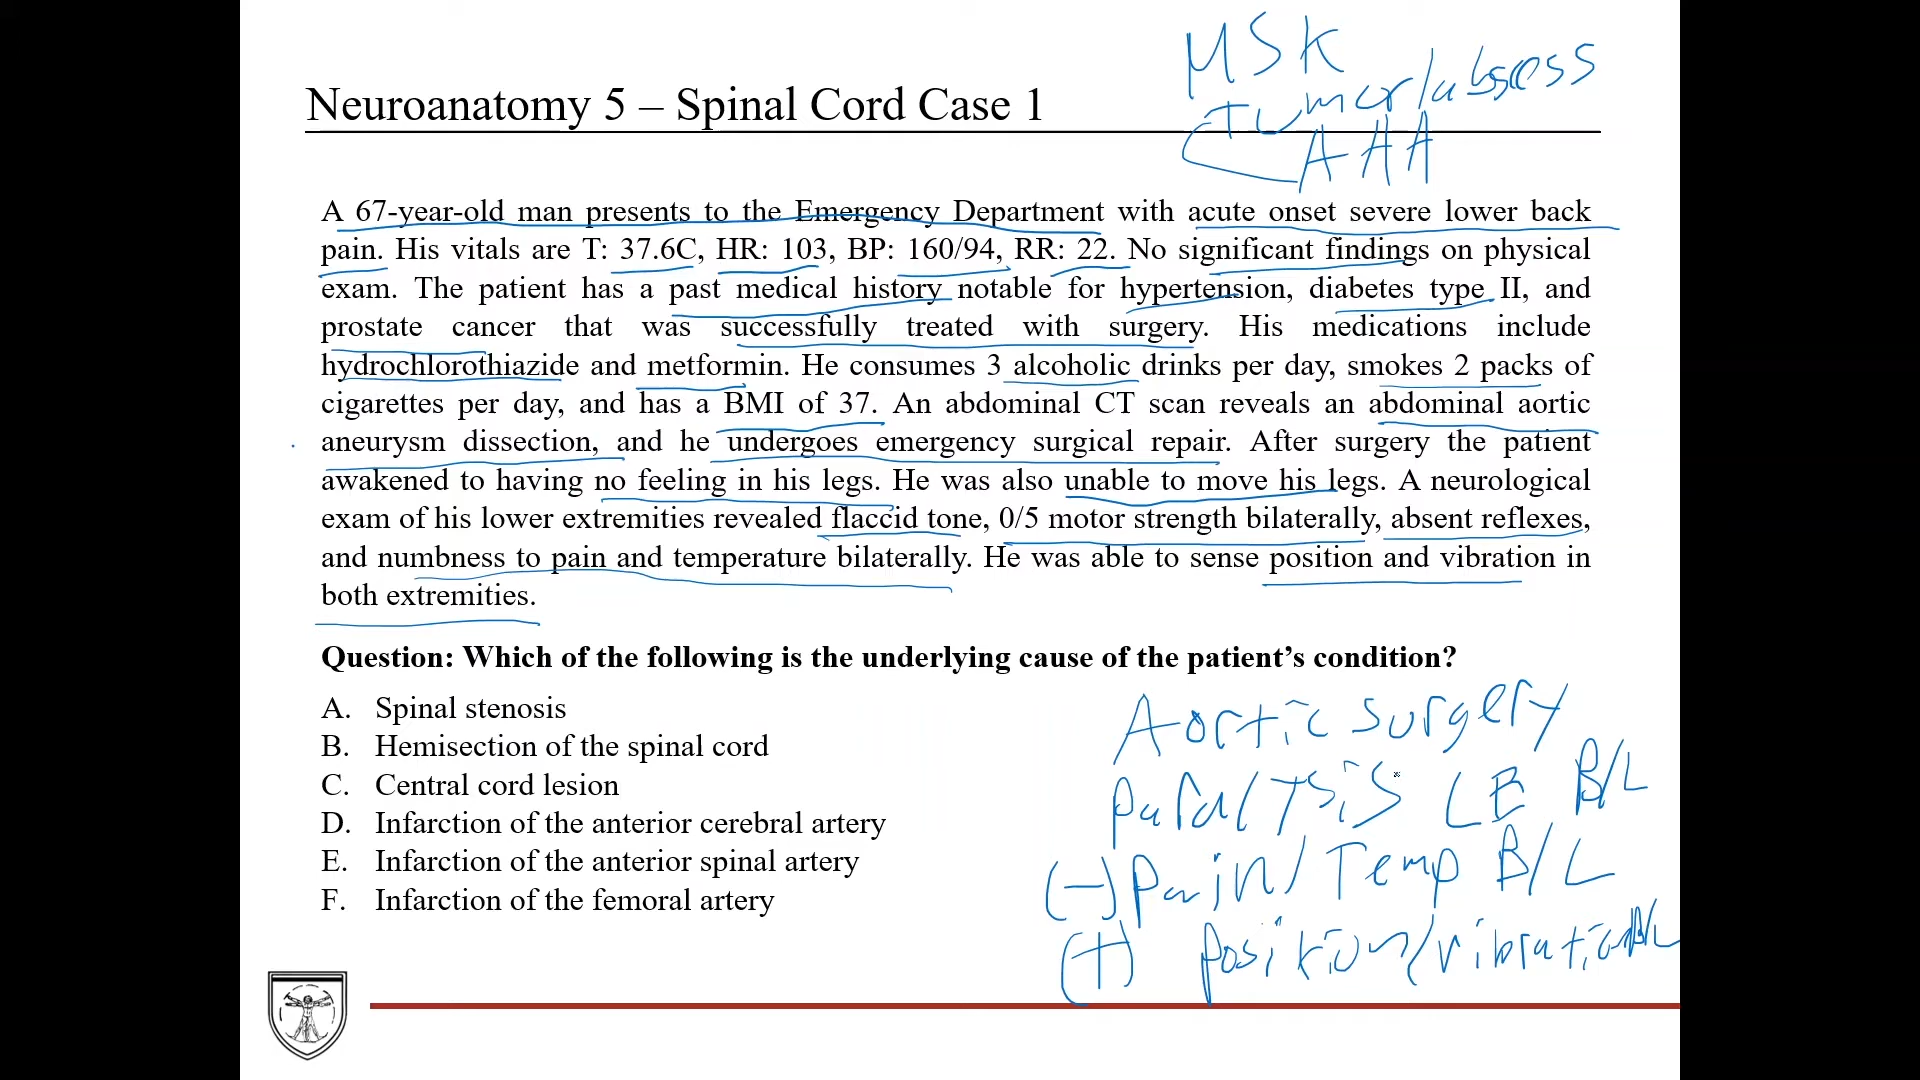 MSK
Tumor/abscess
AAA
Neuroanatomy 5 – Spinal Cord Case 1
A 67-year-old man presents to the Emergency Department with acute onset severe lower back
pain. His vitals are T: 37.6C, HR: 103, BP: 160/94, RR: 22. No significant findings on physical
exam. The patient has a past medical history notable for hypertension, diabetes type II, and
prostate cancer that was successfully treated with surgery. His medications include
hydrochlorothiazide and metformin. He consumes 3 alcoholic drinks per day, smokes 2 packs of
cigarettes per day, and has a BMI of 37. An abdominal CT scan reveals an abdominal aortic
aneurysm dissection, and he undergoes emergency surgical repair. After surgery the patient
awakened to having no feeling in his legs. He was also unable to move his legs. A neurological
exam of his lower extremities revealed flaccid tone, 0/5 motor strength bilaterally, absent reflexes,
and numbness to pain and temperature bilaterally. He was able to sense position and vibration in
both extremities.
Question: Which of the following is the underlying cause of the patient's condition?
A. Spinal stenosis
B. Hemisection of the spinal cord
C. Central cord lesion
D. Infarction of the anterior cerebral artery
E. Infarction of the anterior spinal artery
F. Infarction of the femoral artery
Aortic surgery
paralysis LE B/L
(-) Pain/Temp B/L
(+) position/vibration B/L